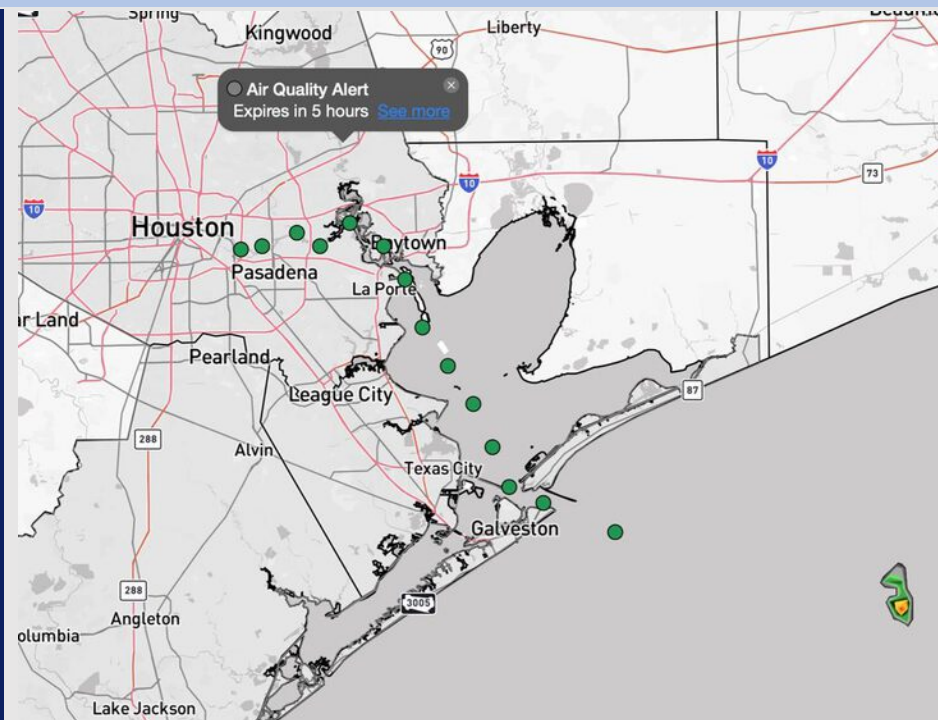 Spring
Kingwood
Liberty
90
Air Quality Alert
Expires in 5 hours See more
10
73
10
10
Houston
Baytown
Pasadena
La Porte
ar Land
Pearland
87
League City
288
Alvin
Texas City
Galveston
288
3005
Angleton
olumbia
Lake Jackson